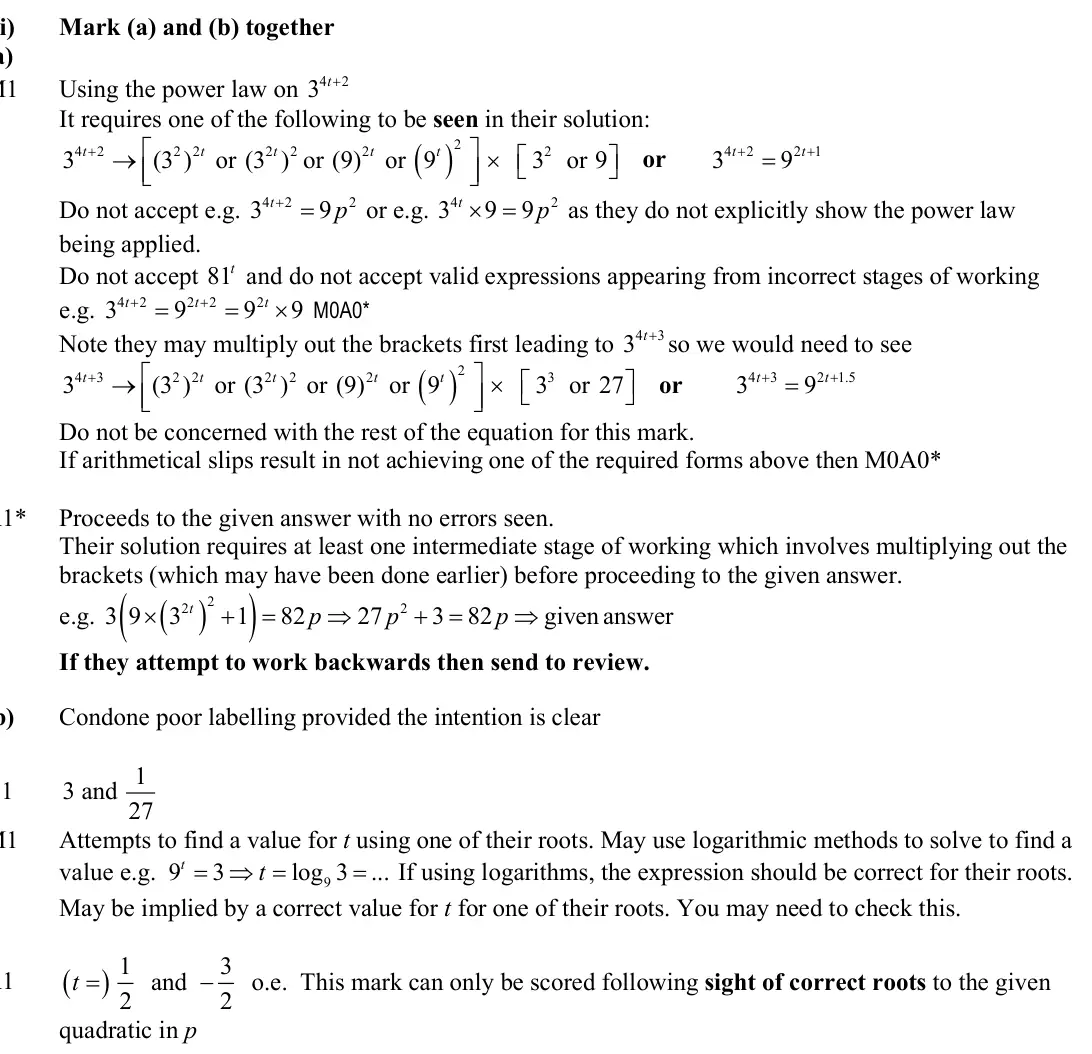 i) Mark (a) and (b) together
a)
M1 Using the power law on 3^{4t+2}
It requires one of the following to be seen in their solution:
3^{4t+2} → [(3^2)^{2t} or (3^{2t})^2 or (9)^{2t} or (9^t)^2] × [3^2 or 9] or 3^{4t+2} = 9^{2t+1}
Do not accept e.g. 3^{4t+2} = 9p^2 or e.g. 3^{4t} × 9 = 9p^2 as they do not explicitly show the power law
being applied.
Do not accept 81^t and do not accept valid expressions appearing from incorrect stages of working
e.g. 3^{4t+2} = 9^{2t+2} = 9^{2t} × 9 M0A0*
Note they may multiply out the brackets first leading to 3^{4t+3} so we would need to see
3^{4t+3} → [(3^2)^{2t} or (3^{2t})^2 or (9)^{2t} or (9^t)^2] × [3^3 or 27] or 3^{4t+3} = 9^{2t+1.5}
Do not be concerned with the rest of the equation for this mark.
If arithmetical slips result in not achieving one of the required forms above then M0A0*
1* Proceeds to the given answer with no errors seen.
Their solution requires at least one intermediate stage of working which involves multiplying out the
brackets (which may have been done earlier) before proceeding to the given answer.
e.g. 3(9×(3^{2t})^2 + 1) = 82p ⇒ 27p^2 + 3 = 82p ⇒ given answer
If they attempt to work backwards then send to review.
b) Condone poor labelling provided the intention is clear
1 3 and 1/27
M1 Attempts to find a value for t using one of their roots. May use logarithmic methods to solve to find a
value e.g. 9^t = 3 ⇒ t = log_9 3 = ... If using logarithms, the expression should be correct for their roots.
May be implied by a correct value for t for one of their roots. You may need to check this.
A1 (t =) 1/2 and −3/2 o.e. This mark can only be scored following sight of correct roots to the given
quadratic in p